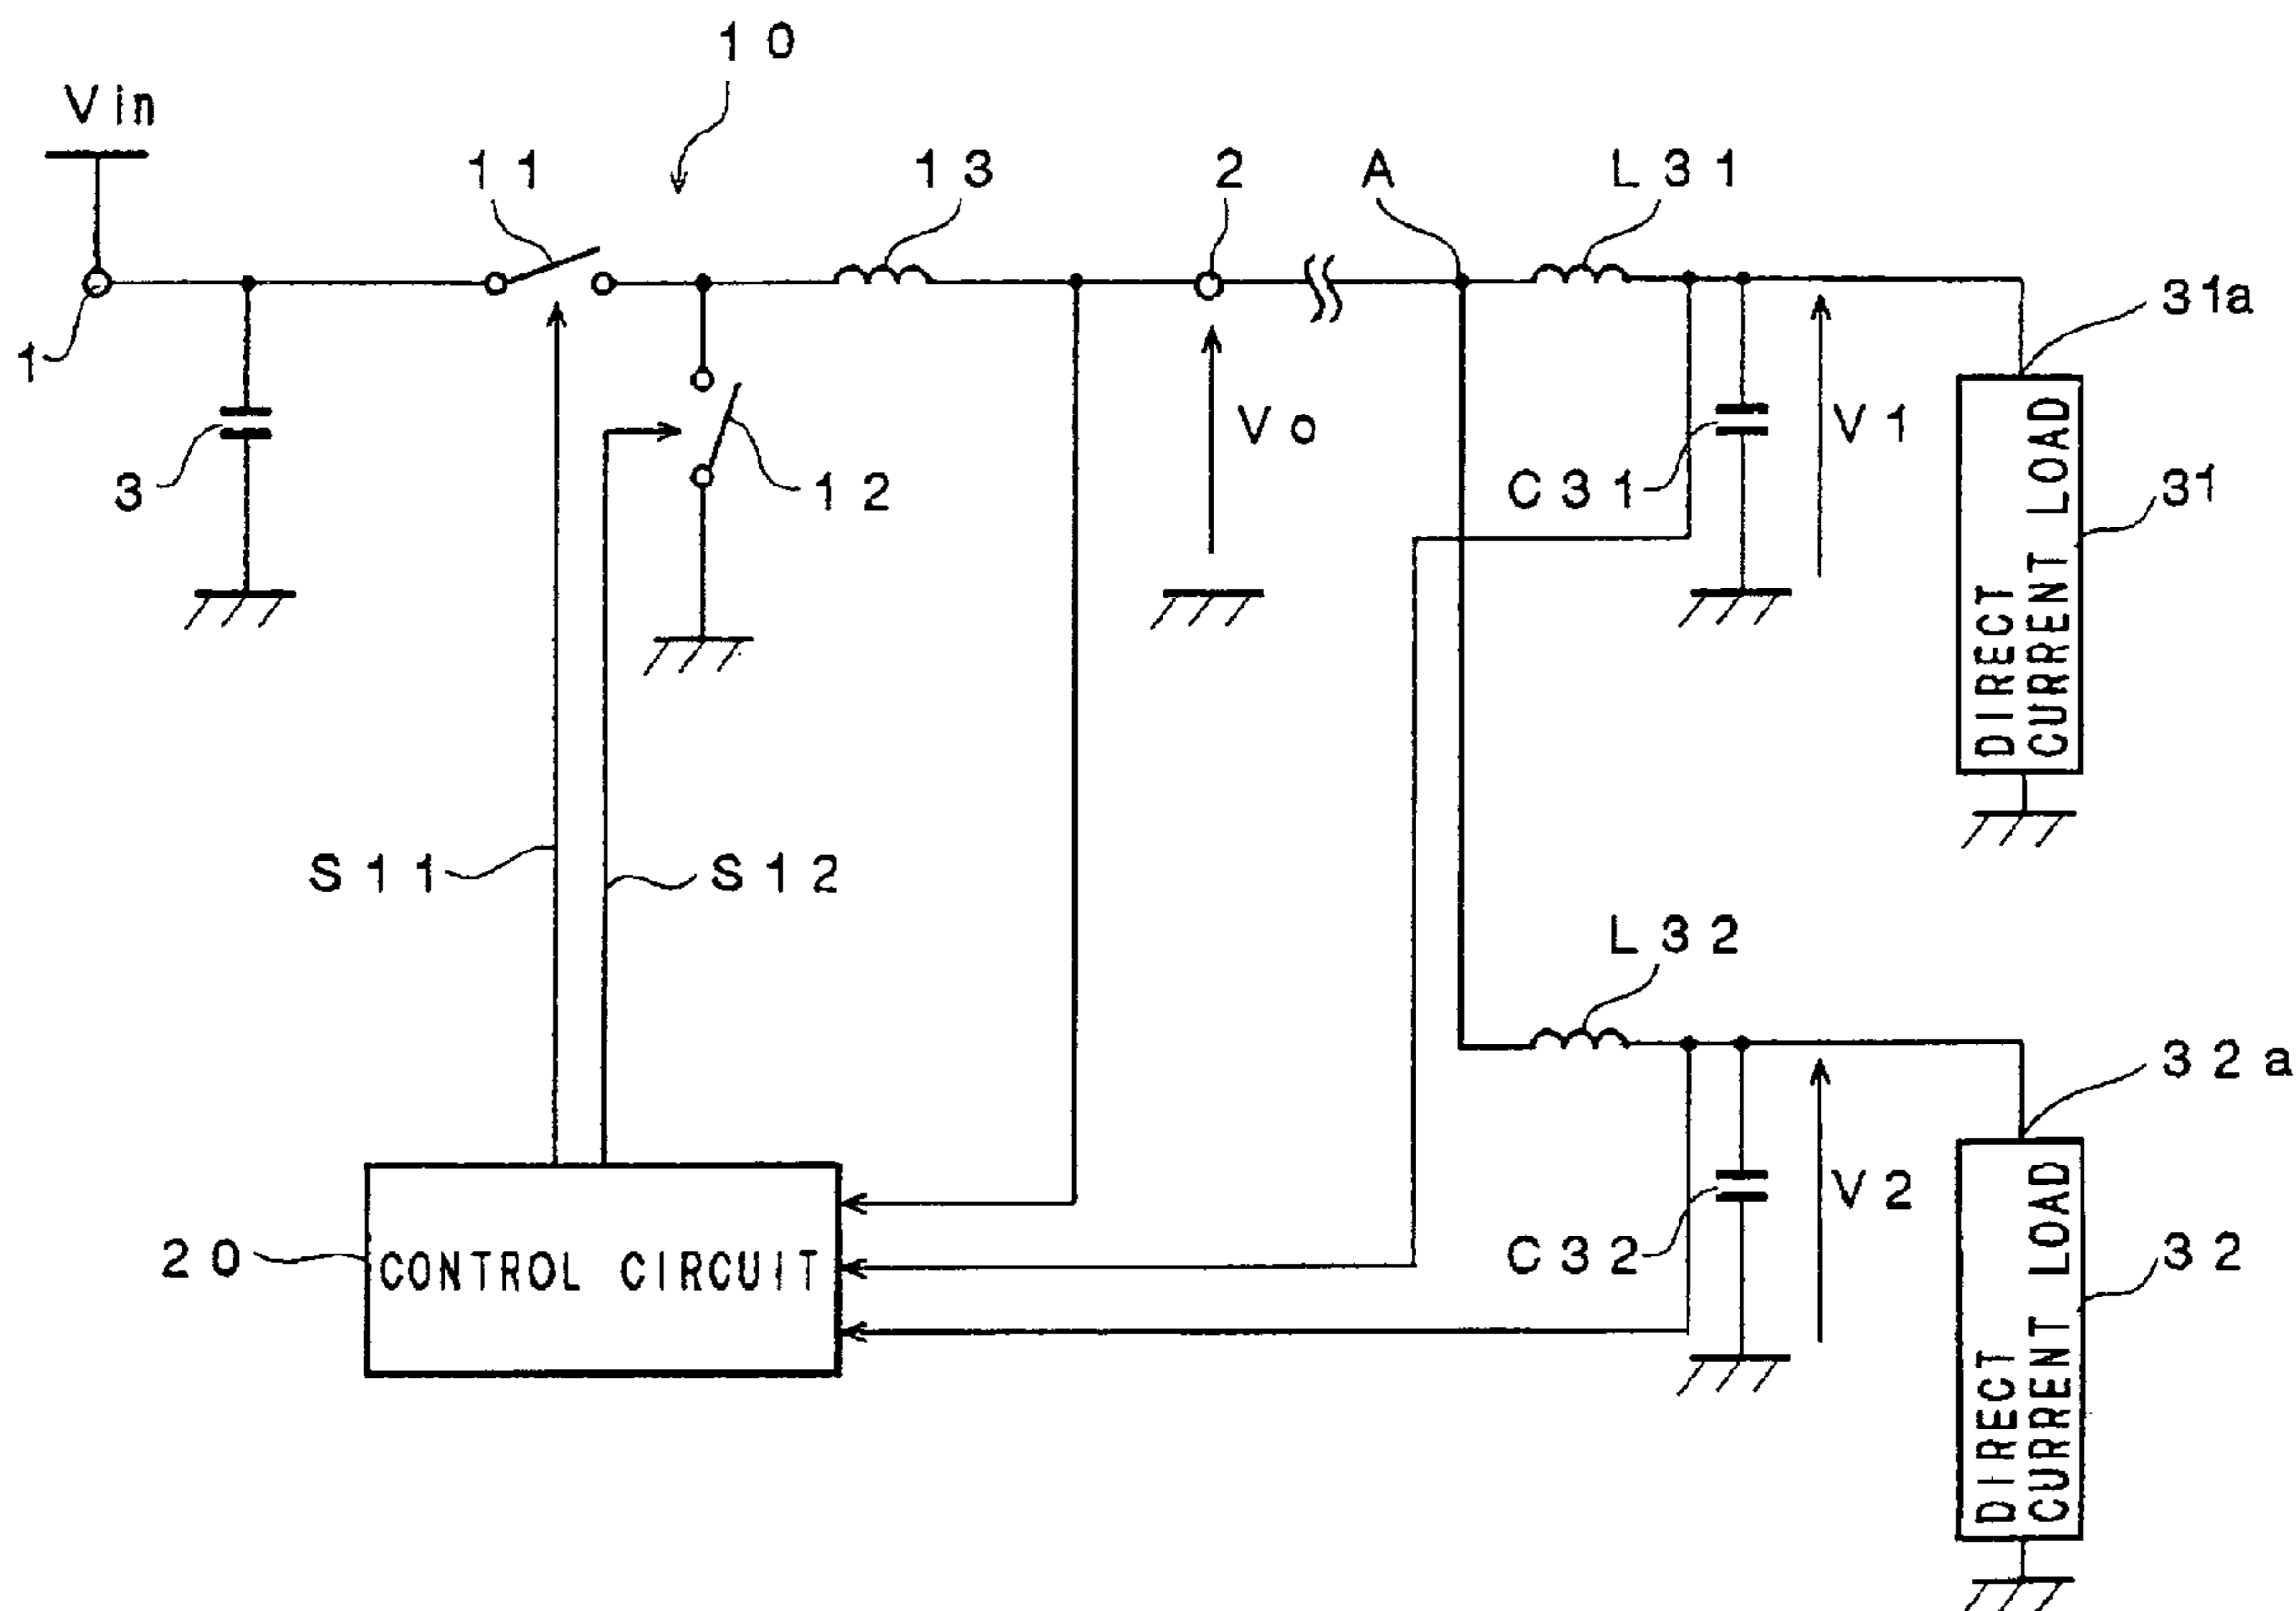 10
Vin
11
13
2
A
L31
31a
1
3
12
Vo
C31
V1
31
DIRECT
CURRENT LOAD
S11
S12
L32
32a
20
CONTROL CIRCUIT
C32
V2
32
DIRECT
CURRENT LOAD